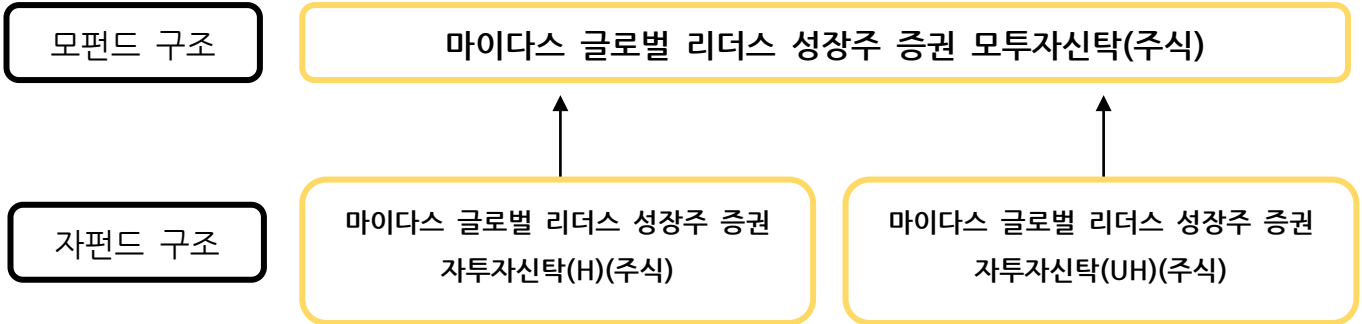 모펀드 구조
마이다스 글로벌 리더스 성장주 증권 모투자신탁(주식)
자펀드 구조
마이다스 글로벌 리더스 성장주 증권
자투자신탁(H)(주식)
마이다스 글로벌 리더스 성장주 증권
자투자신탁(UH)(주식)